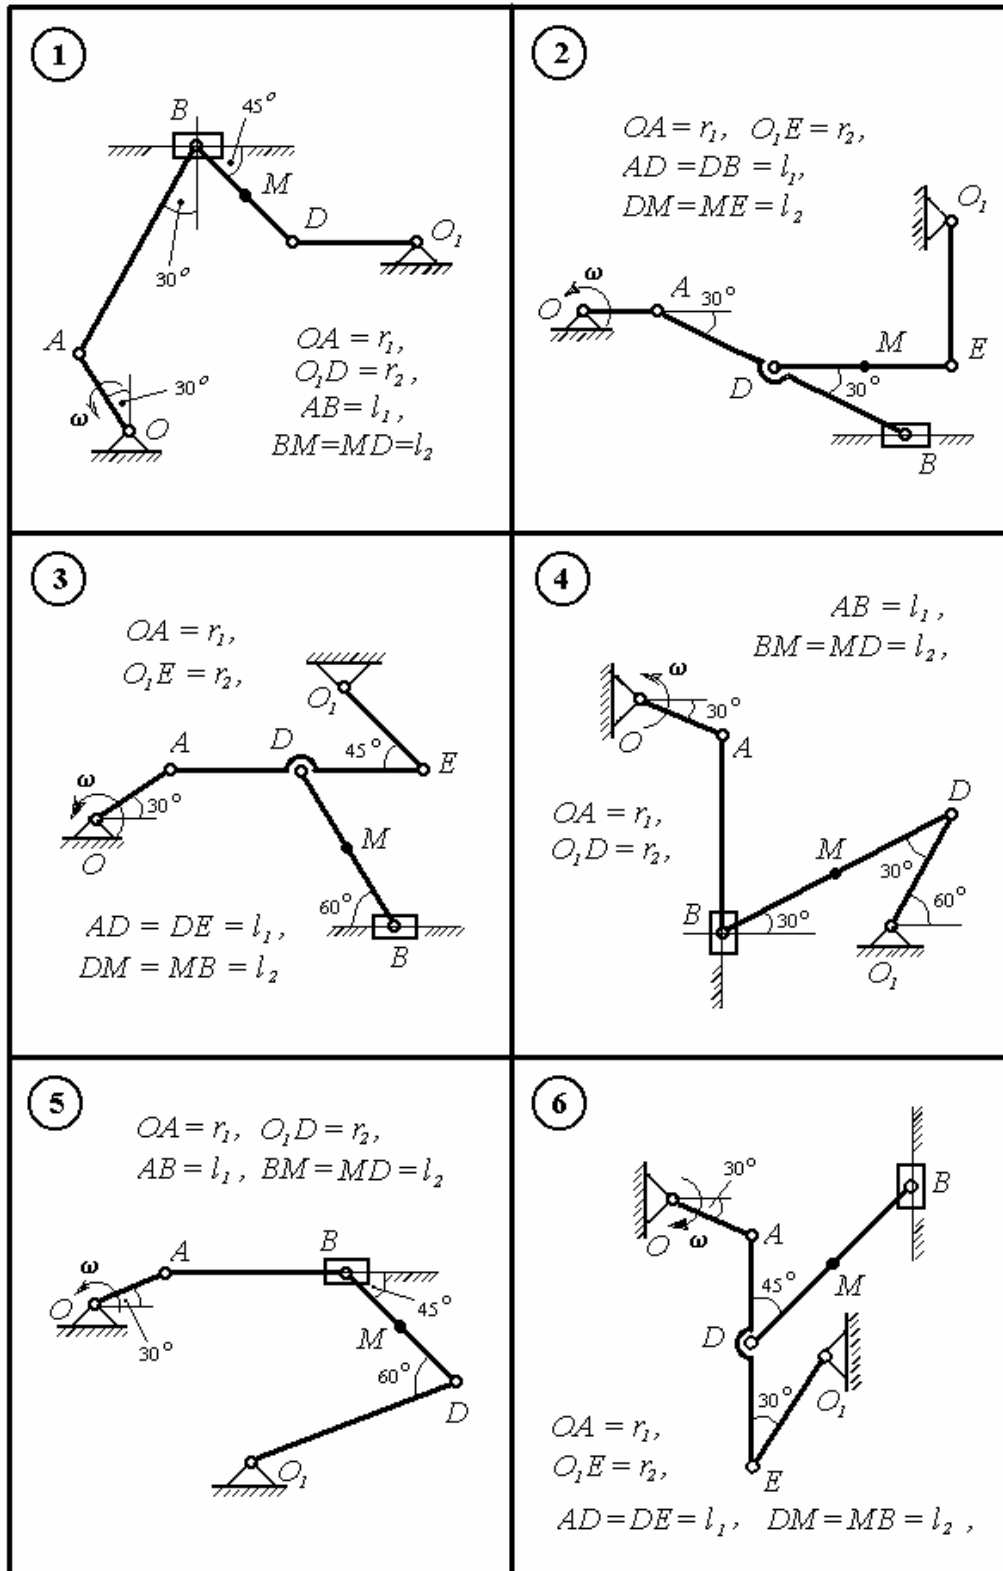 1
B
45°
M
D
O₁
30°
A
30°
ω
O
OA = r₁,
O₁D = r₂,
AB = l₁,
BM=MD=l₂
2
OA = r₁, O₁E = r₂,
AD =DB = l₁,
DM=ME=l₂
O₁
ω
O
A
30°
M
E
D
30°
B
3
OA = r₁,
O₁E = r₂,
O₁
A
D
45°
E
ω
30°
O
M
60°
B
AD = DE = l₁,
DM = MB = l₂
4
AB = l₁,
BM=MD=l₂,
ω
O
30°
A
D
OA = r₁,
O₁D = r₂,
M
30°
B
30°
60°
O₁
5
OA = r₁, O₁D = r₂,
AB = l₁, BM=MD=l₂
ω
A
B
O
30°
45°
M
60°
D
O₁
6
30°
B
O
ω
A
M
45°
D
30°
O₁
E
OA = r₁,
O₁E = r₂,
AD=DE=l₁, DM=MB=l₂,